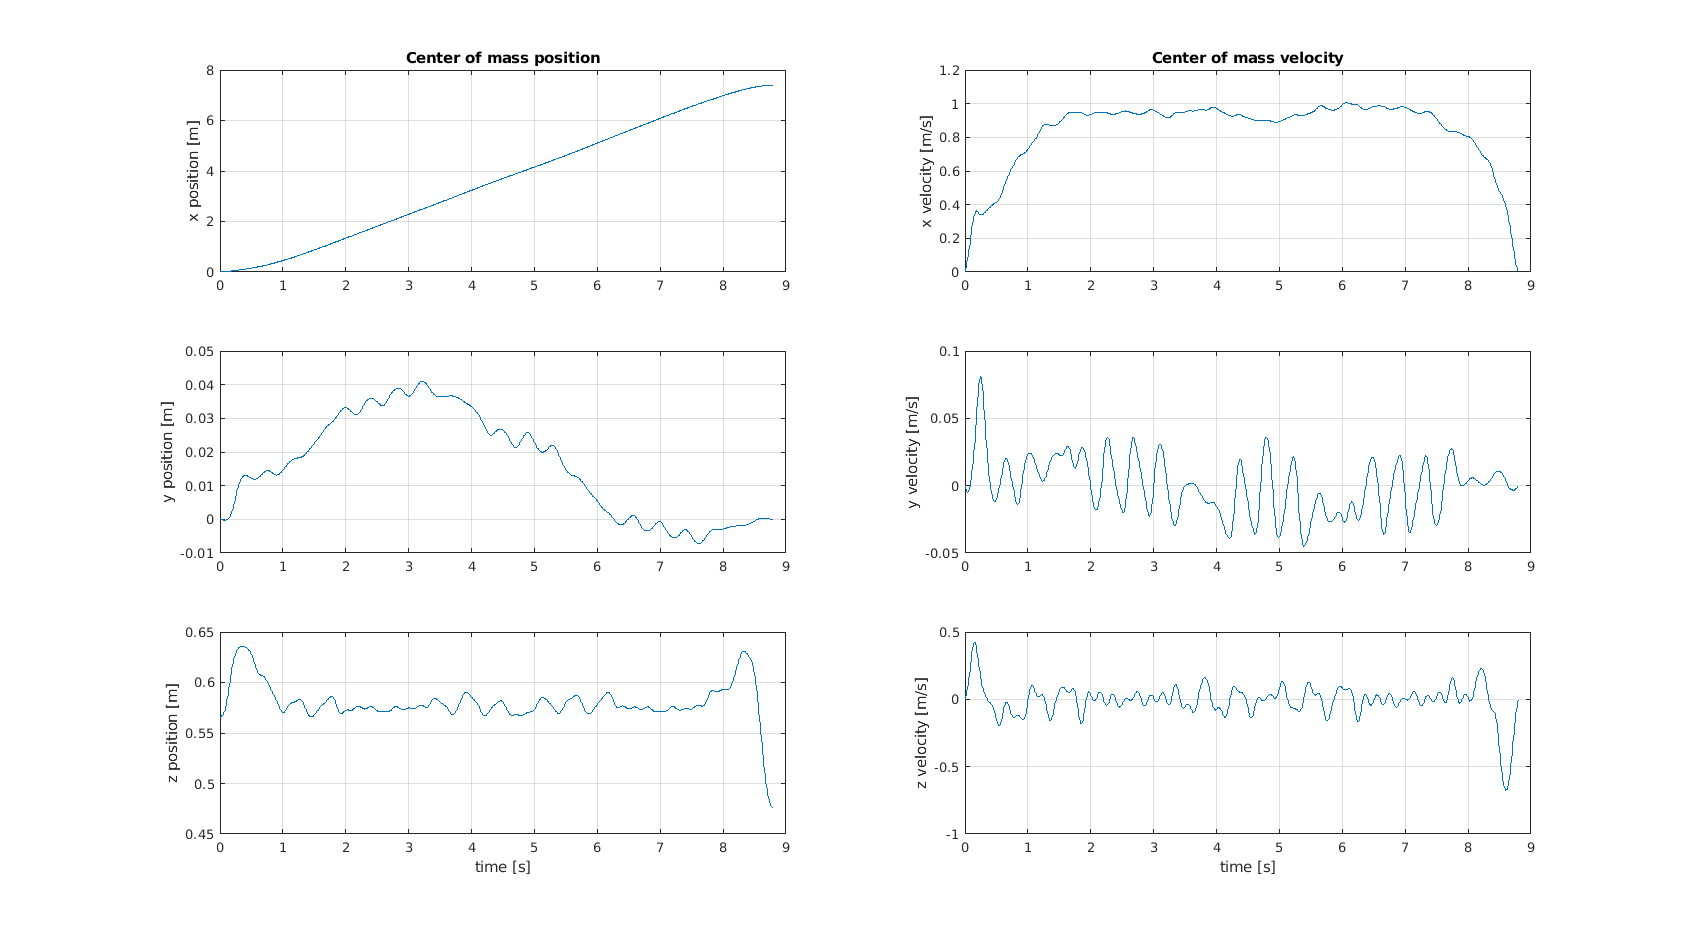 Center of mass position
8
6
4
2
0
x position [m]
0 1 2 3 4 5 6 7 8 9
Center of mass velocity
1.2
1
0.8
0.6
0.4
0.2
0
x velocity [m/s]
0 1 2 3 4 5 6 7 8 9
0.05
0.04
0.03
0.02
0.01
0
-0.01
y position [m]
0 1 2 3 4 5 6 7 8 9
0.1
0.05
0
-0.05
y velocity [m/s]
0 1 2 3 4 5 6 7 8 9
0.65
0.6
0.55
0.5
0.45
z position [m]
0 1 2 3 4 5 6 7 8 9
time [s]
0.5
0
-0.5
-1
z velocity [m/s]
0 1 2 3 4 5 6 7 8 9
time [s]